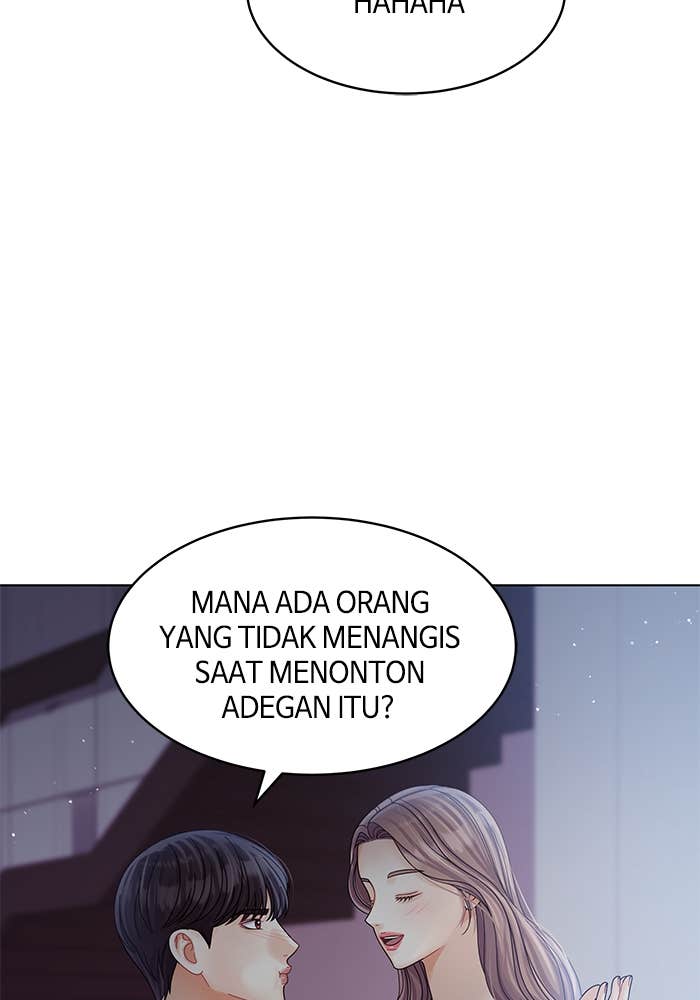 HAHAHA
MANA ADA ORANG
YANG TIDAK MENANGIS
SAAT MENONTON
ADEGAN ITU?